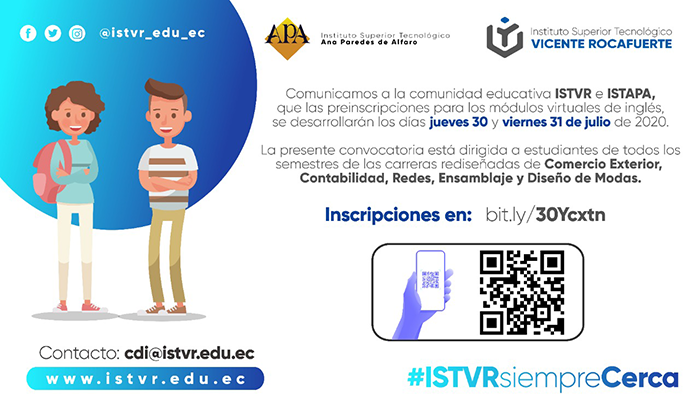 @istvr_edu_ec
APA
Instituto Superior Tecnológico
Ana Paredes de Alfaro
Instituto Superior Tecnológico
VICENTE ROCAFUERTE
Comunicamos a la comunidad educativa ISTVR e ISTAPA,
que las preinscripciones para los módulos virtuales de inglés,
se desarrollarán los días jueves 30 y viernes 31 de julio de 2020.
La presente convocatoria está dirigida a estudiantes de todos los
semestres de las carreras rediseñadas de Comercio Exterior,
Contabilidad, Redes, Ensamblaje y Diseño de Modas.
Inscripciones en: bit.ly/30Ycxtn
Contacto: cdi@istvr.edu.ec
www.istvr.edu.ec
#ISTVRsiempreCerca